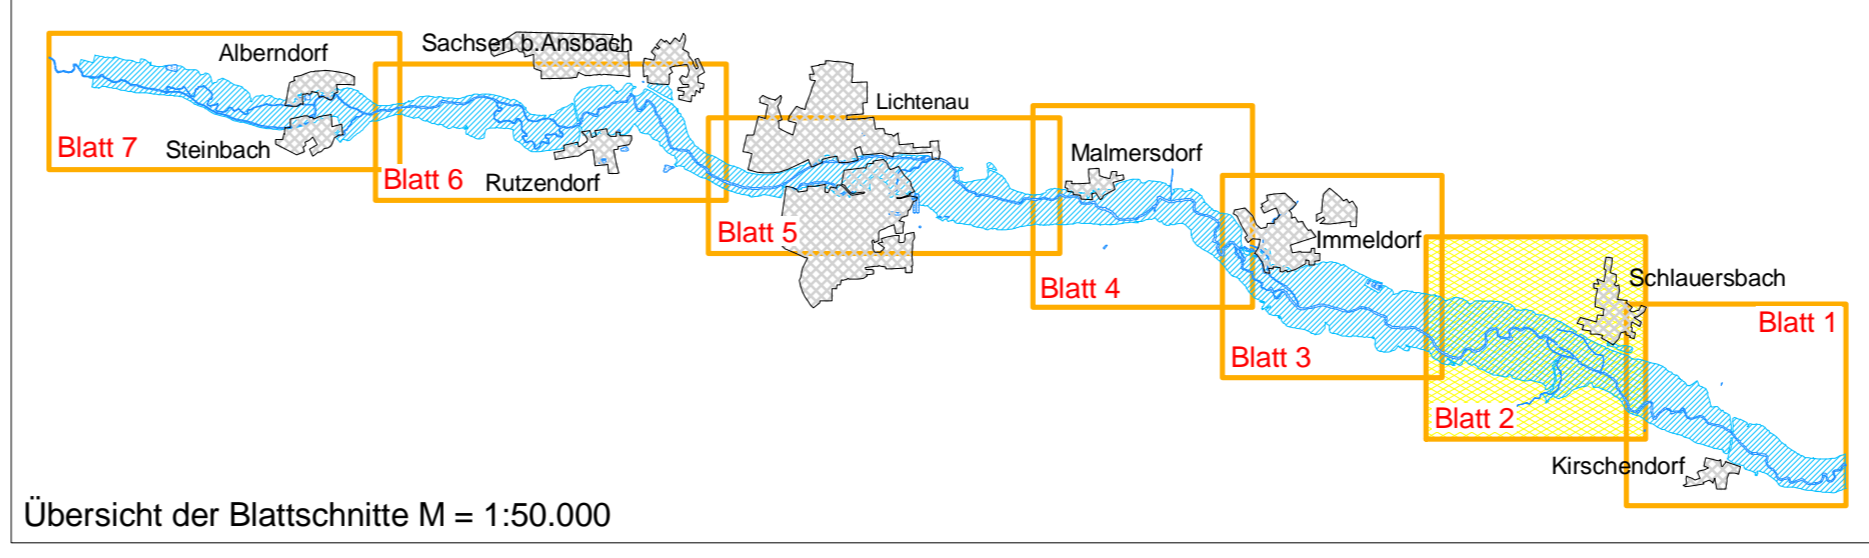 Alberndorf
Sachsen b.Ansbach
Lichtenau
Steinbach
Blatt 7
Blatt 6
Rutzendorf
Malmersdorf
Blatt 5
Immeldorf
Blatt 4
Schlauersbach
Blatt 3
Blatt 1
Blatt 2
Kirschendorf
Übersicht der Blattschnitte M = 1:50.000